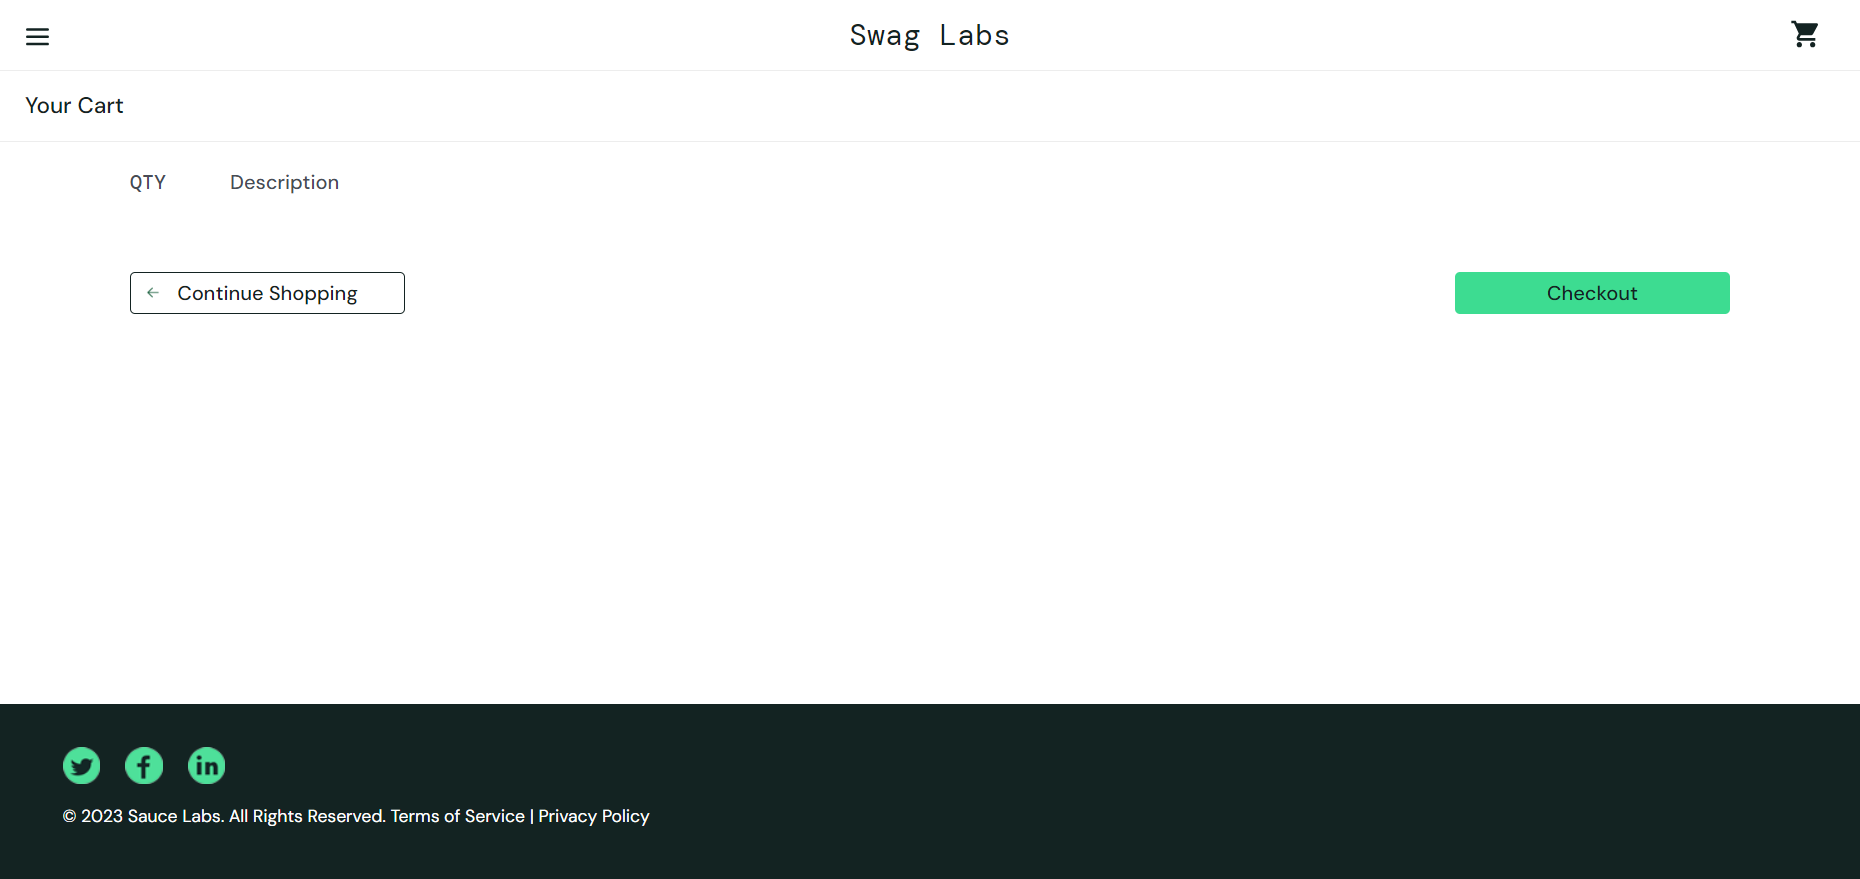 Swag Labs
Your Cart
QTY Description
Continue Shopping Checkout
© 2023 Sauce Labs. All Rights Reserved. Terms of Service | Privacy Policy